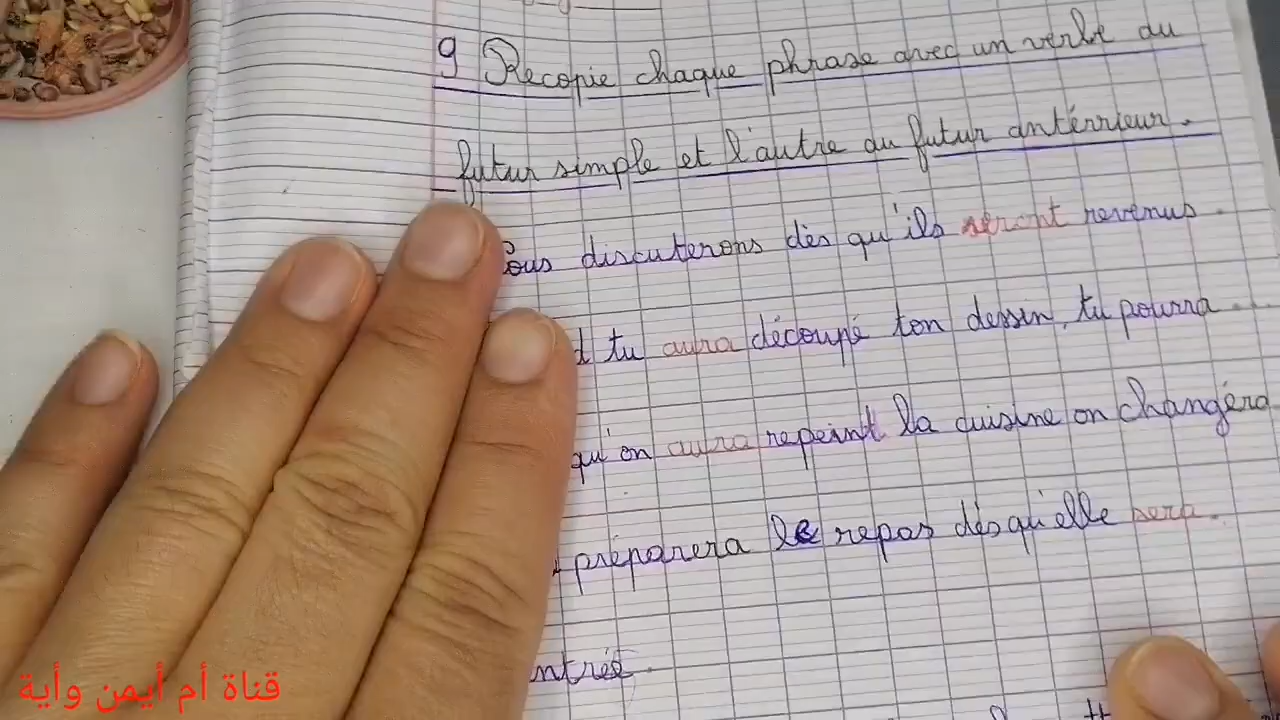 9 Recopie chaque phrase avec un verbe au
futur simple et l'autre au futur antérrieur.
ous discuterons dès qu'ils seront revenus.
d tu aura découpé ton dessin, tu pourra ....
qu'on aura repeint la cuisine on changéra
préparera le repas dès qu'elle sera.
ntrée.
قناة أم أيمن وأية